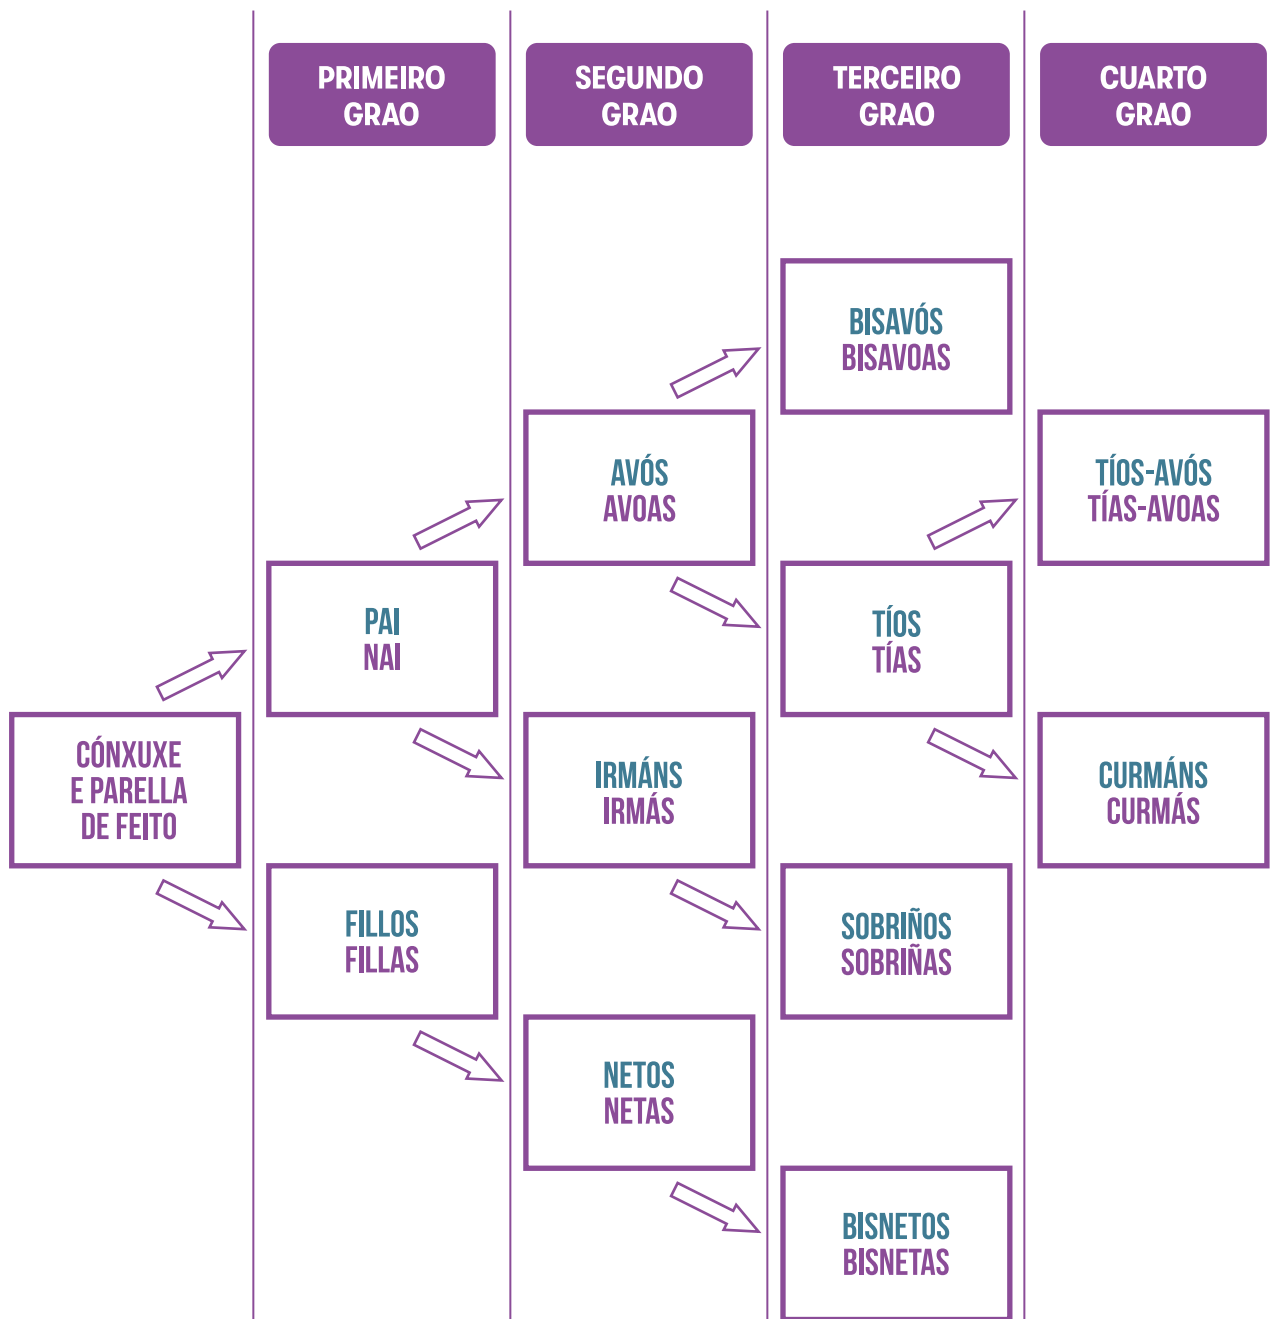 PRIMEIRO
GRAO
SEGUNDO
GRAO
TERCEIRO
GRAO
CUARTO
GRAO
BISAVÓS
BISAVOAS
AVÓS
AVOAS
TÍOS-AVÓS
TÍAS-AVOAS
PAI
NAI
TÍOS
TÍAS
CÓNXUXE
E PARELLA
DE FEITO
IRMÁNS
IRMÁS
CURMÁNS
CURMÁS
FILLOS
FILLAS
SOBRIÑOS
SOBRIÑAS
NETOS
NETAS
BISNETOS
BISNETAS